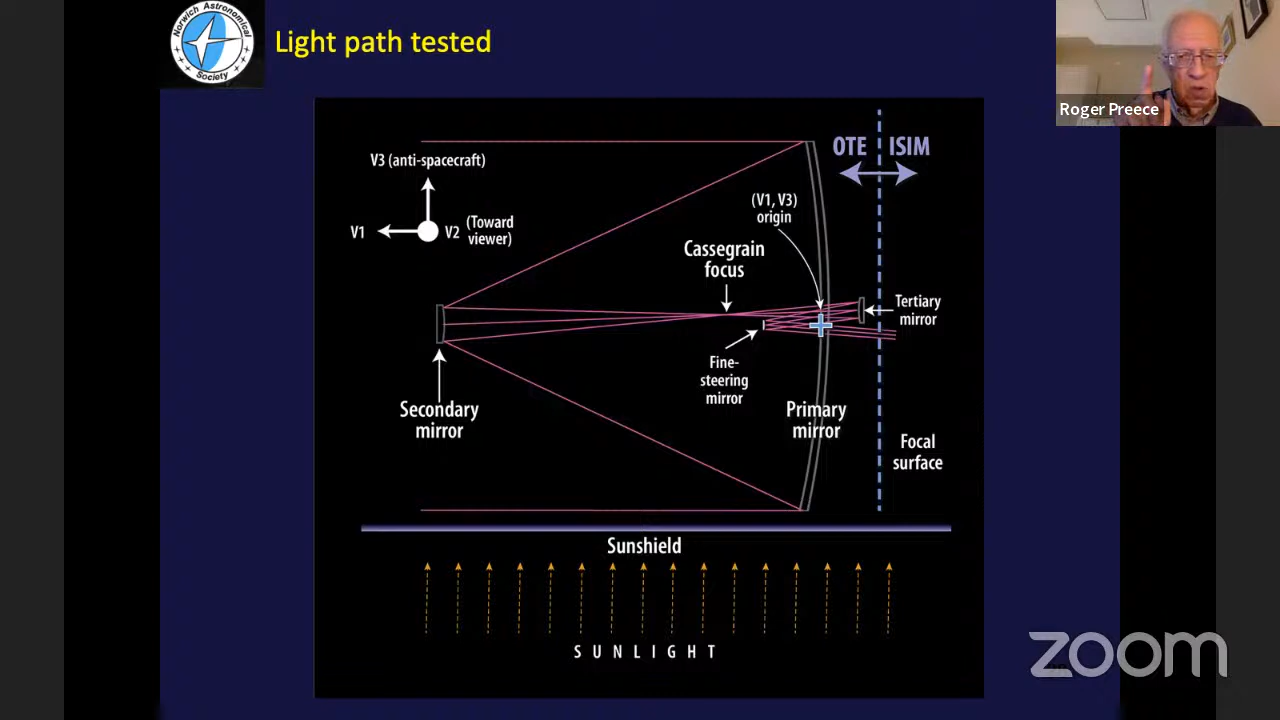 Norwich Astronomical
Society
Light path tested
Roger Preece
V3 (anti-spacecraft)
V1
V2
(Toward
viewer)
OTE
ISIM
(V1, V3)
origin
Cassegrain
focus
Tertiary
mirror
Fine-
steering
mirror
Secondary
mirror
Primary
mirror
Focal
surface
Sunshield
SUNLIGHT
zoom